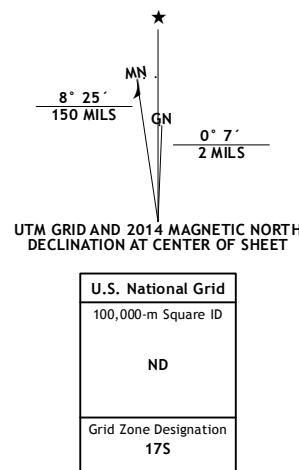 ★
MN
8° 25´
150 MILS
GN
0° 7´
2 MILS
UTM GRID AND 2014 MAGNETIC NORTH
DECLINATION AT CENTER OF SHEET
U.S. National Grid
100,000-m Square ID
ND
Grid Zone Designation
17S